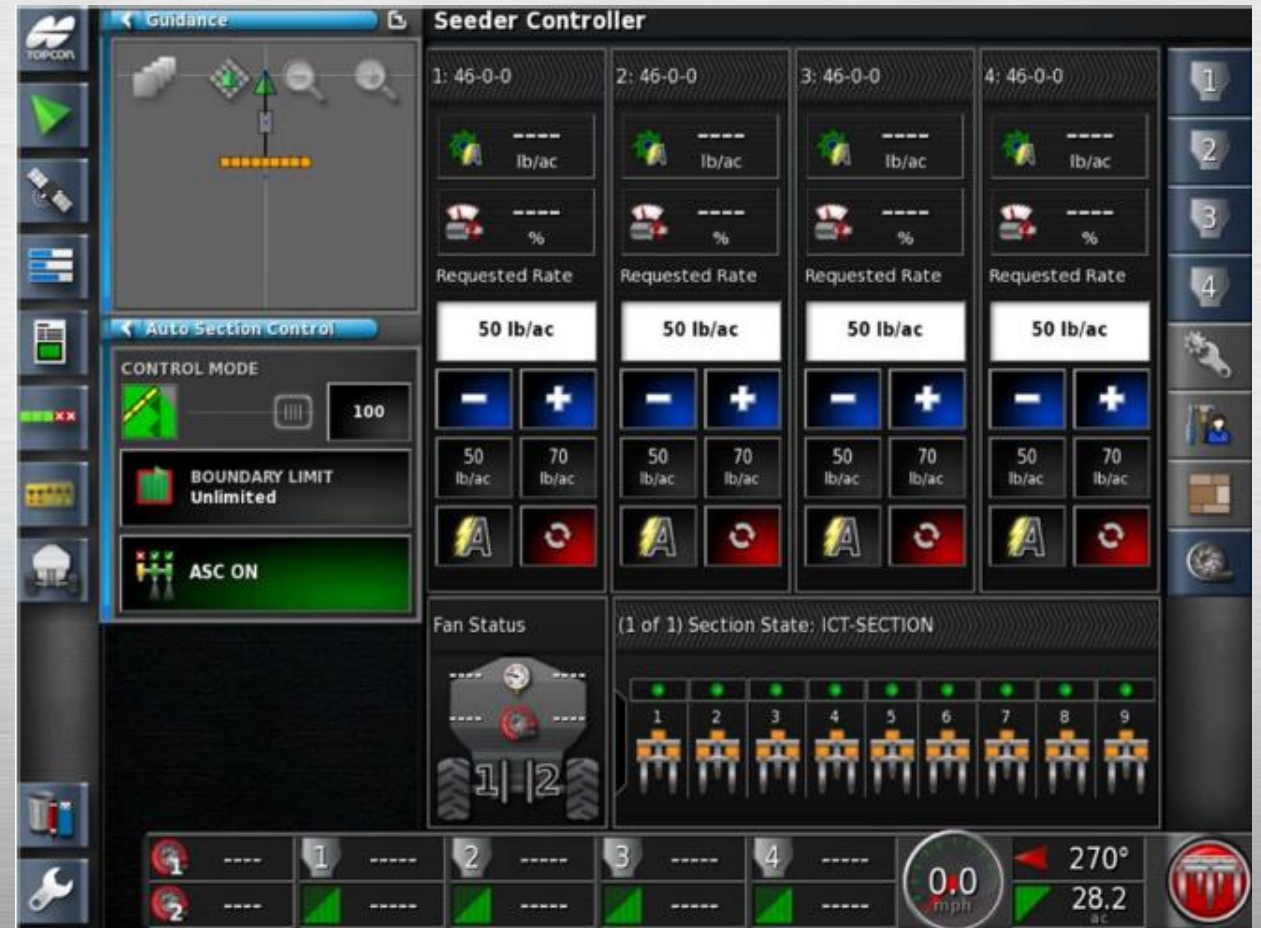 TOPCON
Guidance
Seeder Controller
1: 46-0-0
2: 46-0-0
3: 46-0-0
4: 46-0-0
---- lb/ac
---- lb/ac
---- lb/ac
---- lb/ac
---- %
---- %
---- %
---- %
Requested Rate
Requested Rate
Requested Rate
Requested Rate
50 lb/ac
50 lb/ac
50 lb/ac
50 lb/ac
- +
- +
- +
- +
50 lb/ac 70 lb/ac
50 lb/ac 70 lb/ac
50 lb/ac 70 lb/ac
50 lb/ac 70 lb/ac
A
A
A
A
1
2
3
4
Auto Section Control
CONTROL MODE
100
BOUNDARY LIMIT
Unlimited
ASC ON
Fan Status
---- ----
---- ----
1 2
(1 of 1) Section State: ICT-SECTION
1 2 3 4 5 6 7 8 9
1 ---- 1 ----- 2 ----- 3 ----- 4 -----
2 ---- ----- ----- ----- -----
0.0
mph
270°
28.2
ac